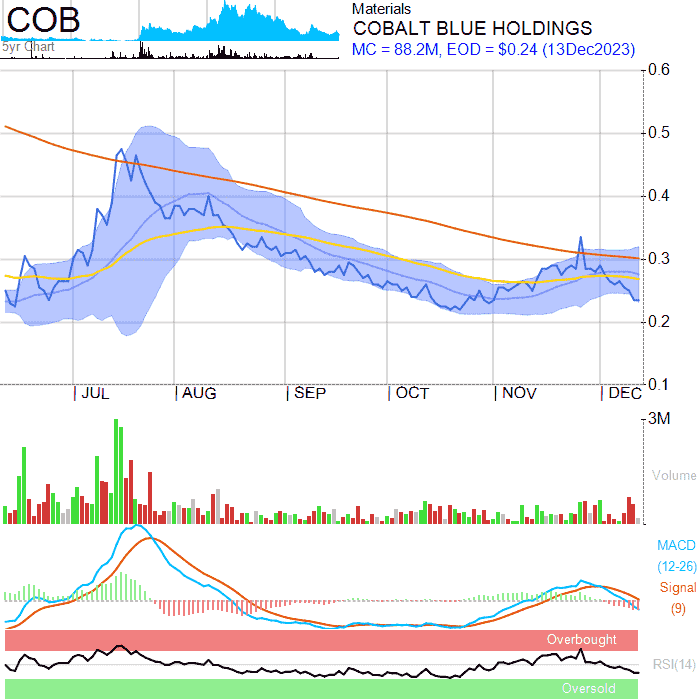 COB
5yr Chart
Materials
COBALT BLUE HOLDINGS
MC = 88.2M, EOD = $0.24 (13Dec2023)
0.6
0.5
0.4
0.3
0.2
0.1
JUL
AUG
SEP
OCT
NOV
DEC
3M
Volume
MACD
(12-26)
Signal
(9)
Overbought
RSI(14)
Oversold